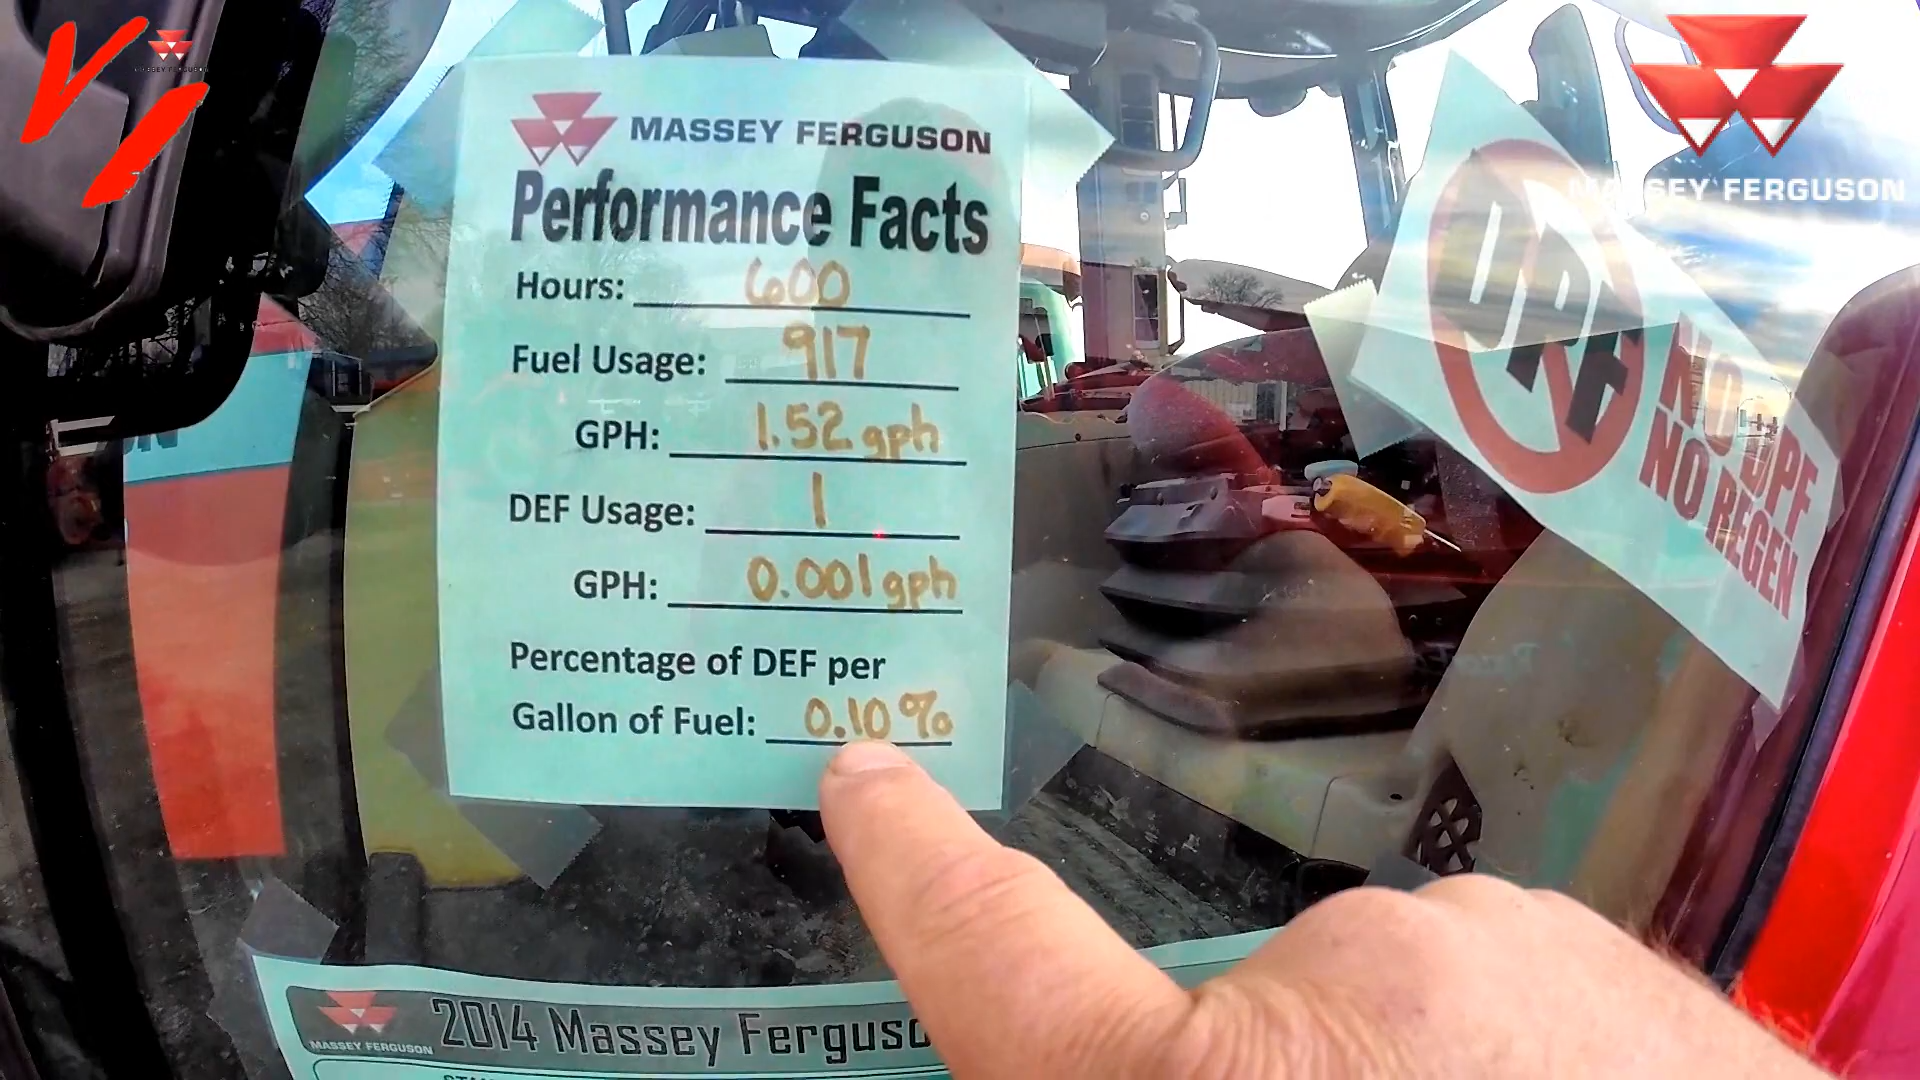 MASSEY FERGUSON
Performance Facts
Hours: 600
Fuel Usage: 917
GPH: 1.52 gph
DEF Usage: 1
GPH: 0.001 gph
Percentage of DEF per
Gallon of Fuel: 0.10 %
MASSEY FERGUSON
DPF
NO DPF
NO REGEN
MASSEY FERGUSON
2014 Massey Ferguso